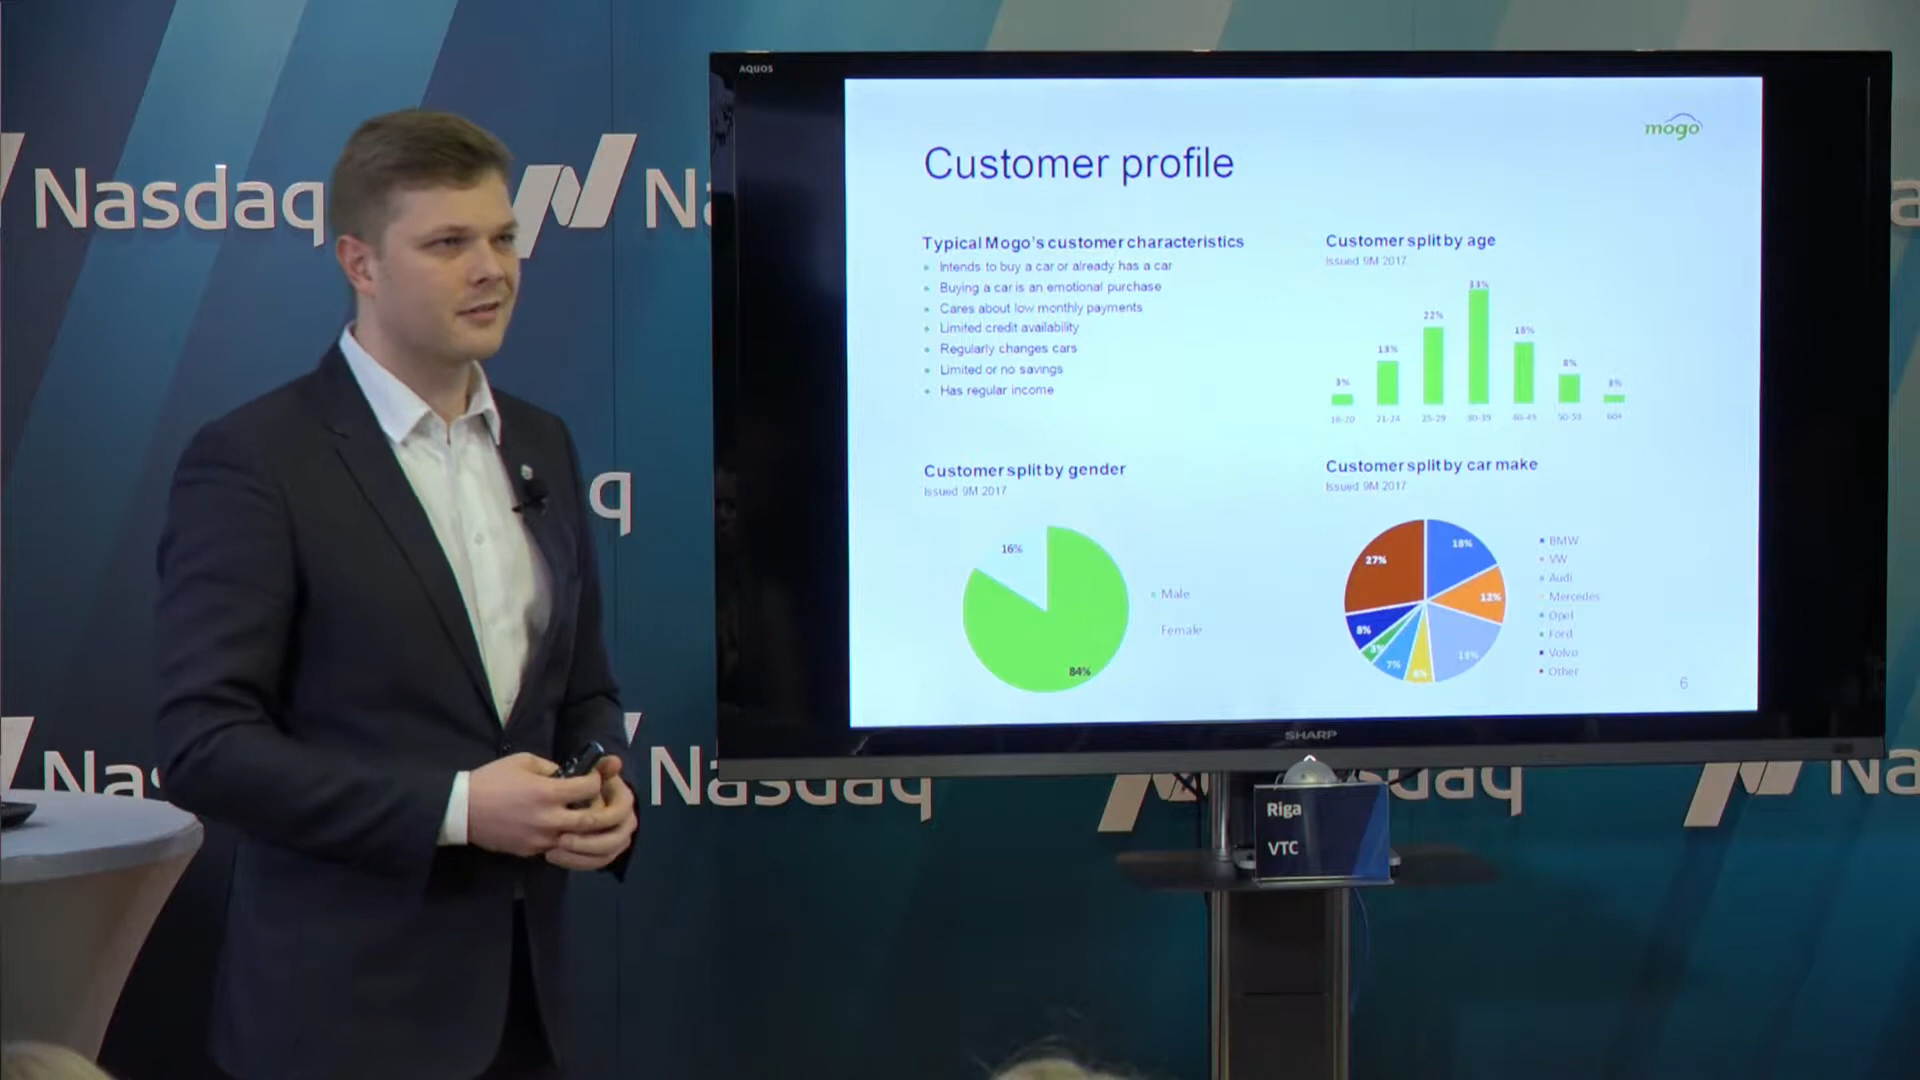 AQUOS
Nasdaq
mogo
Customer profile
Typical Mogo's customer characteristics
Intends to buy a car or already has a car
Buying a car is an emotional purchase
Cares about low monthly payments
Limited credit availability
Regularly changes cars
Limited or no savings
Has regular income
Customer split by age
Issued 9M 2017
3%
13%
22%
33%
18%
8%
3%
18-20
21-24
25-29
30-39
40-49
50-59
60+
Customer split by gender
Issued 9M 2017
16%
84%
Male
Female
Customer split by car make
Issued 9M 2017
18%
12%
7%
3%
8%
27%
BMW
VW
Audi
Mercedes
Opel
Ford
Volvo
Other
6
SHARP
Nasdaq
Riga
VTC